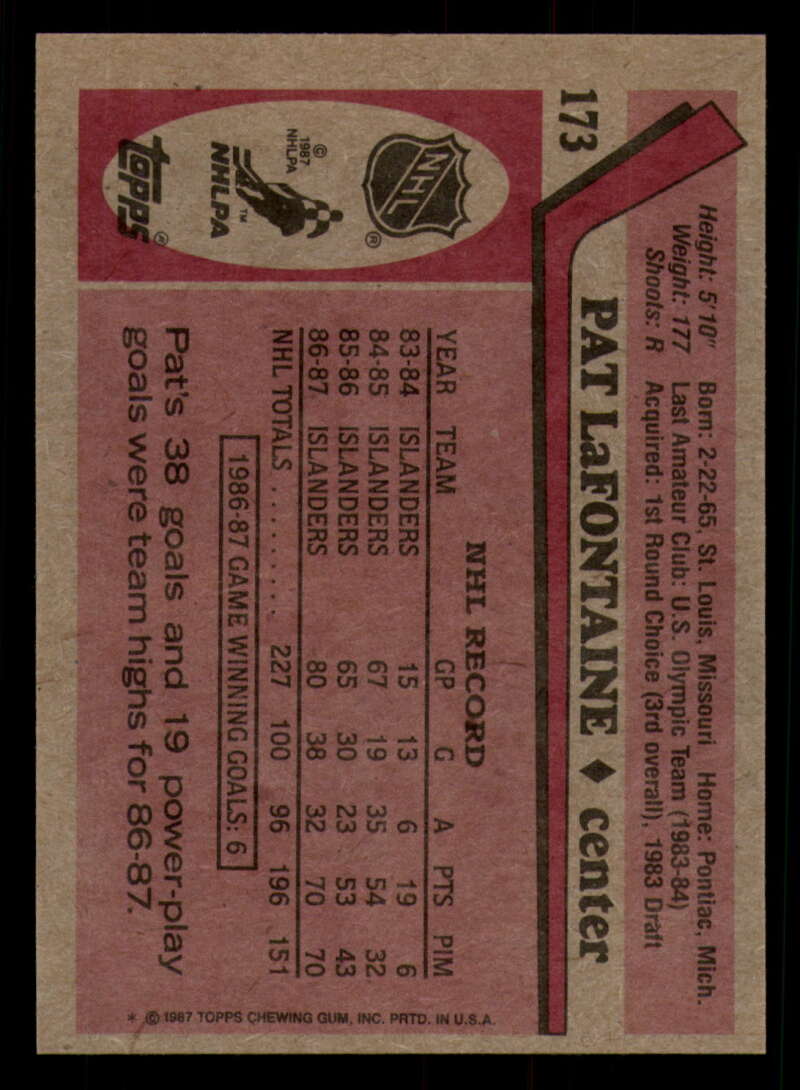 173
Height: 5'10" Born: 2-22-65, St. Louis, Missouri Home: Pontiac, Mich.
Weight: 177 Last Amateur Club: U.S. Olympic Team (1983-84)
Shoots: R Acquired: 1st Round Choice (3rd overall), 1983 Draft
PAT LaFONTAINE ♦ center
NHL
®
™
NHLPA
© 1987 NHLPA
Topps®
NHL RECORD
YEAR TEAM GP G A PTS PIM
83-84 ISLANDERS 15 13 6 19 6
84-85 ISLANDERS 67 19 35 54 32
85-86 ISLANDERS 65 30 23 53 43
86-87 ISLANDERS 80 38 32 70 70
NHL TOTALS .......... 227 100 96 196 151
1986-87 GAME WINNING GOALS: 6
Pat's 38 goals and 19 power-play
goals were team highs for 86-87.
* © 1987 TOPPS CHEWING GUM, INC. PRTD. IN U.S.A.